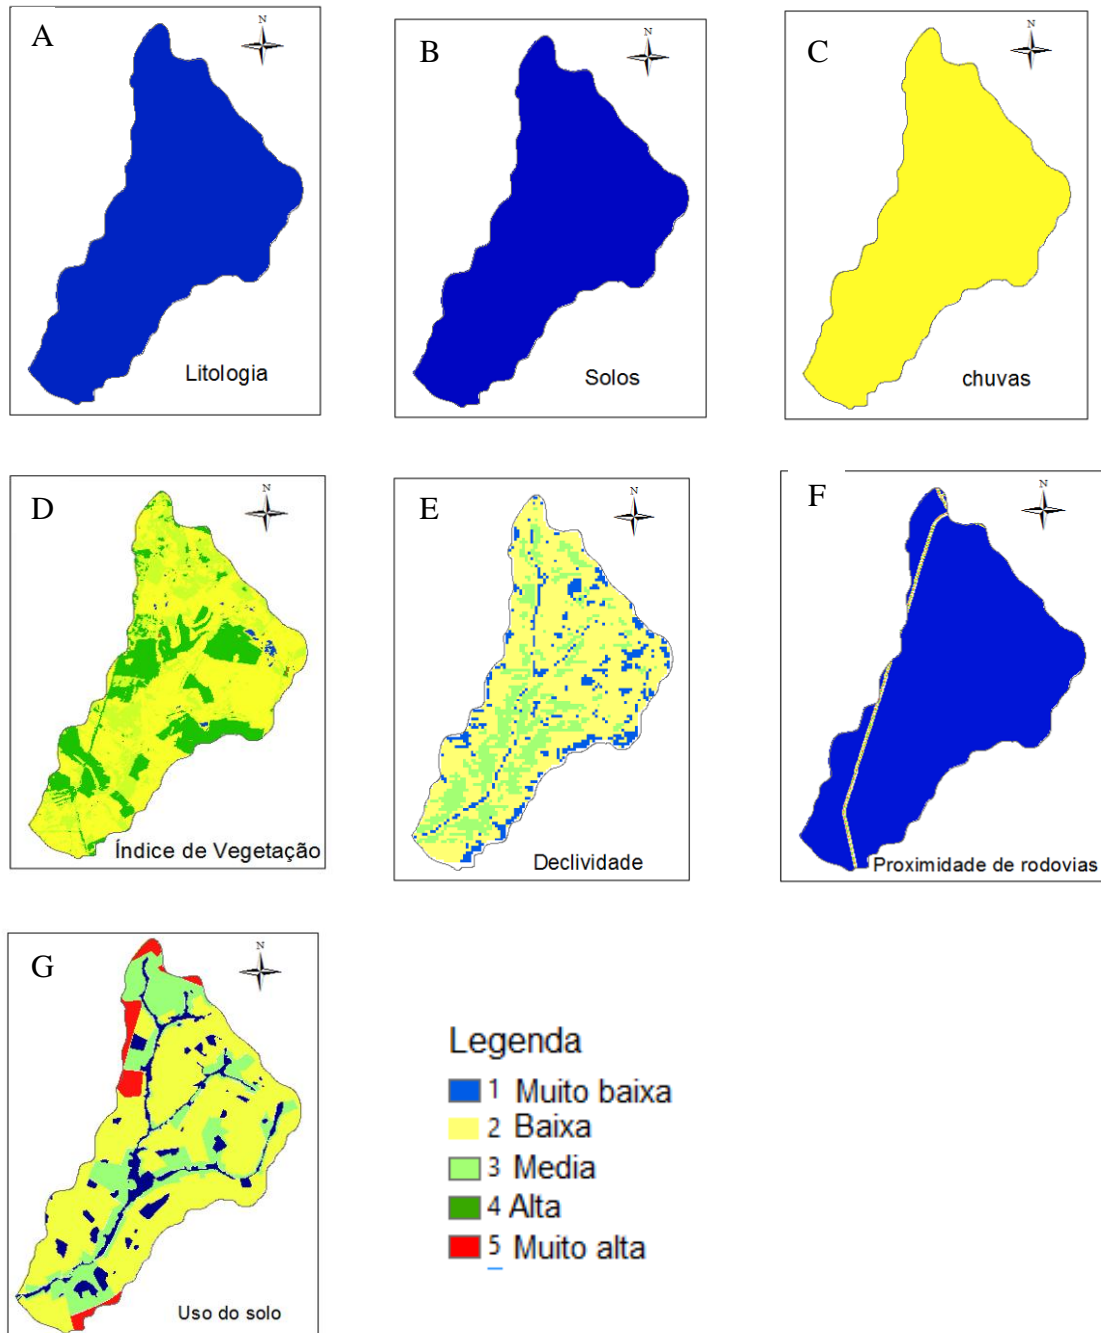 A
N
Litologia
B
N
Solos
C
N
chuvas
D
N
Índice de Vegetação
E
N
Declividade
F
N
Proximidade de rodovias
G
N
Uso do solo
Legenda
1 Muito baixa
2 Baixa
3 Media
4 Alta
5 Muito alta